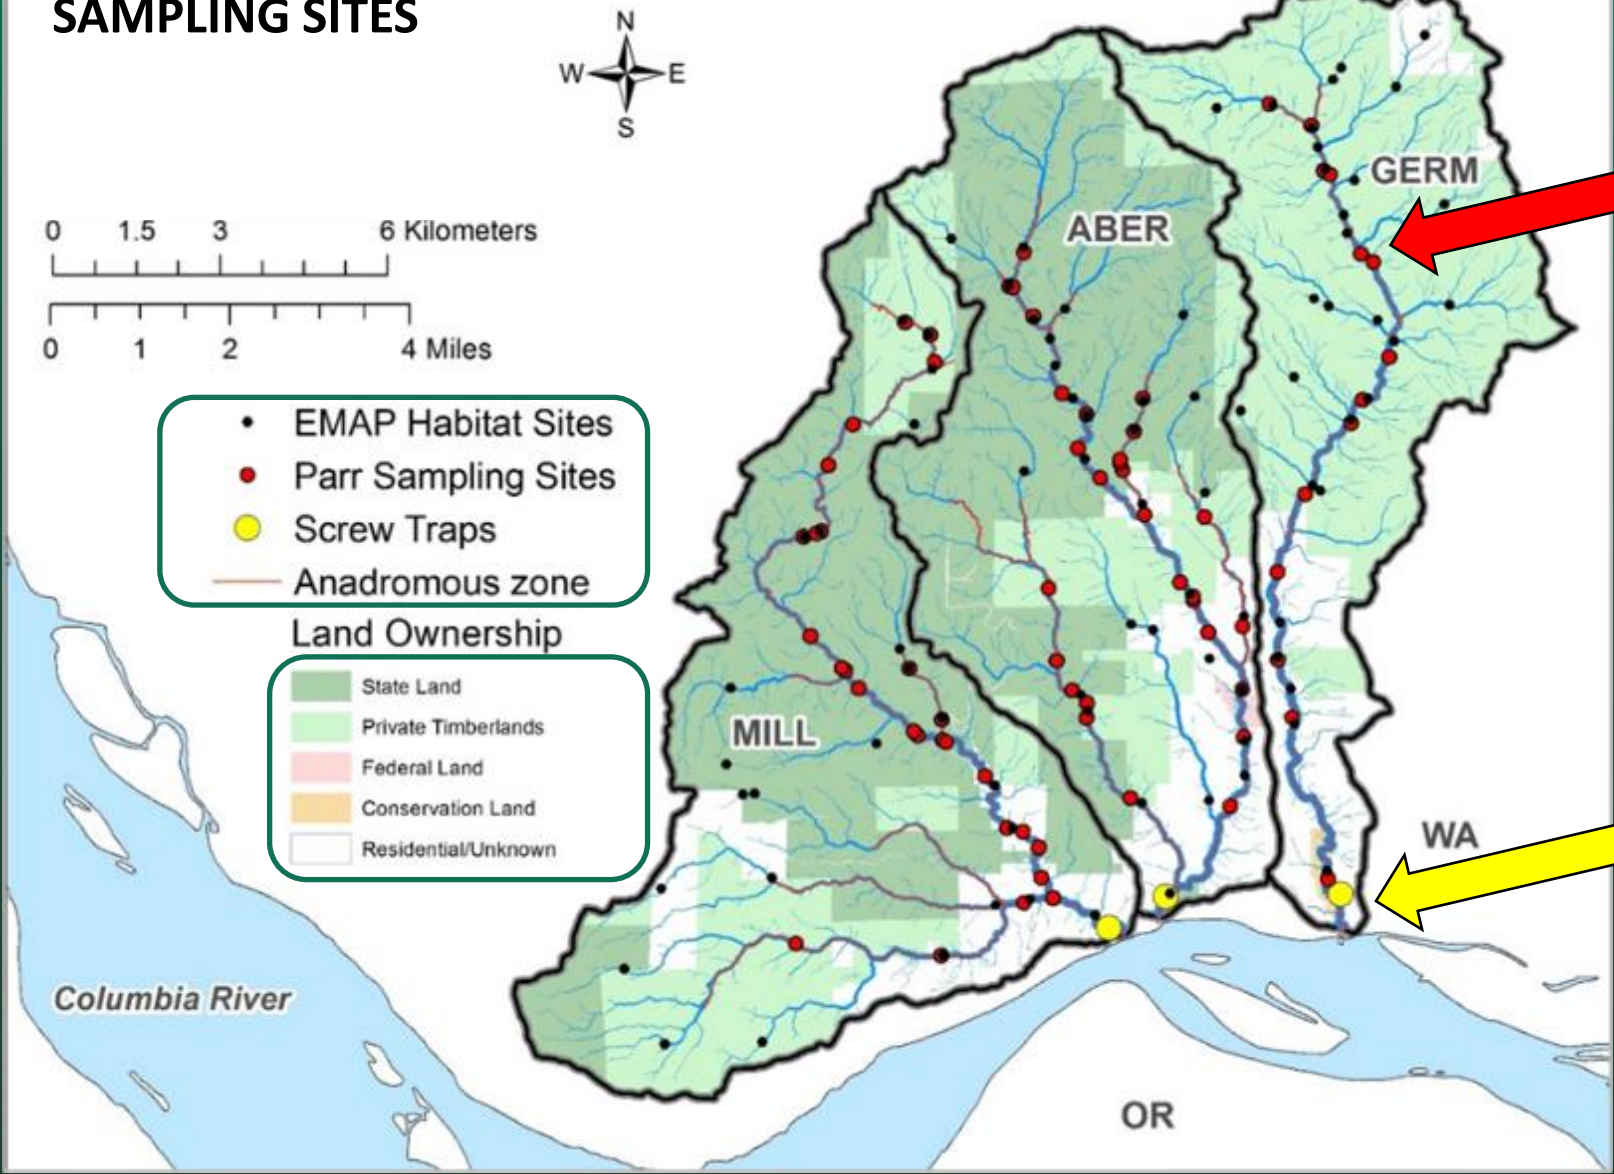 SAMPLING SITES
N
W E
S
0 1.5 3 6 Kilometers
0 1 2 4 Miles
EMAP Habitat Sites
Parr Sampling Sites
Screw Traps
Anadromous zone
Land Ownership
State Land
Private Timberlands
Federal Land
Conservation Land
Residential/Unknown
GERM
ABER
MILL
WA
Columbia River
OR